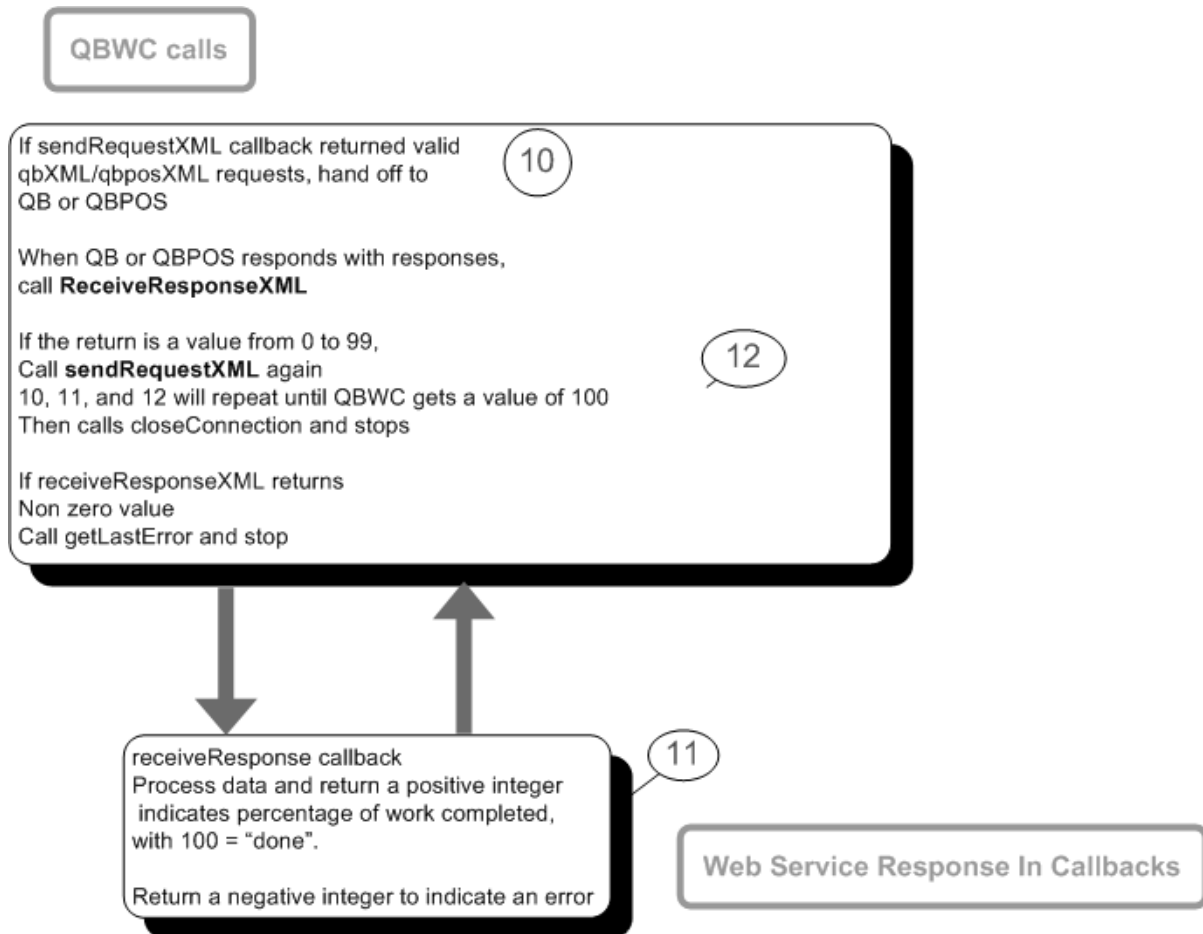 QBWC calls
If sendRequestXML callback returned valid
qbXML/qbposXML requests, hand off to
QB or QBPOS
10
When QB or QBPOS responds with responses,
call ReceiveResponseXML
If the return is a value from 0 to 99,
Call sendRequestXML again
10, 11, and 12 will repeat until QBWC gets a value of 100
Then calls closeConnection and stops
12
If receiveResponseXML returns
Non zero value
Call getLastError and stop
receiveResponse callback
Process data and return a positive integer
indicates percentage of work completed,
with 100 = “done”.
Return a negative integer to indicate an error
11
Web Service Response In Callbacks